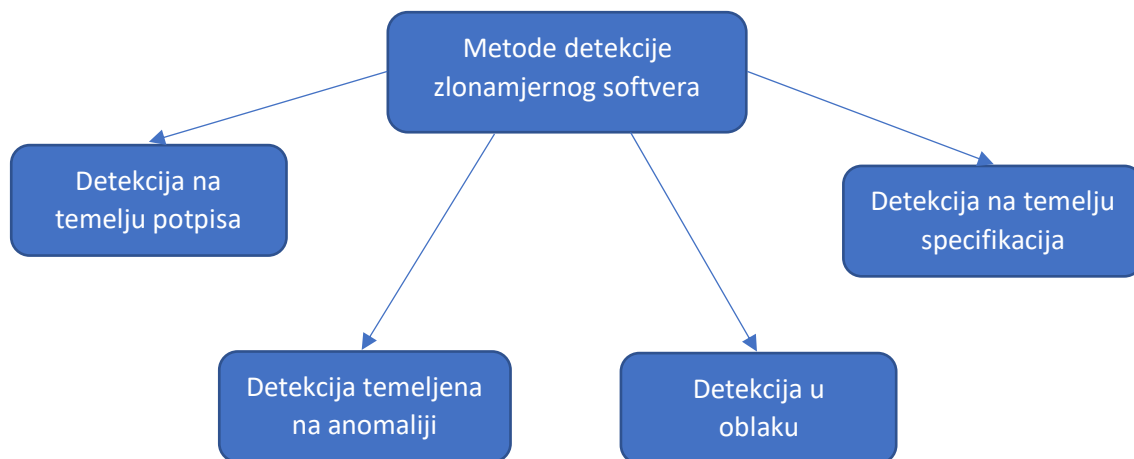 Metode detekcije
zlonamjernog softvera
Detekcija na
temelju potpisa
Detekcija na temelju
specifikacija
Detekcija temeljena
na anomaliji
Detekcija u
oblaku